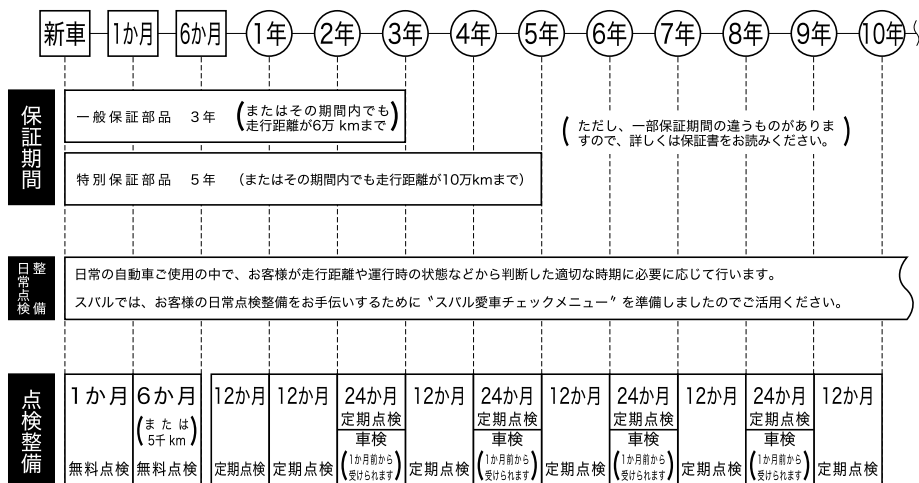 新車 1か月 6か月 1年 2年 3年 4年 5年 6年 7年 8年 9年 10年
保証期間
一般保証部品 3年 (またはその期間内でも
走行距離が6万kmまで)
(ただし、一部保証期間の違うものがありま
すので、詳しくは保証書をお読みください。)
特別保証部品 5年 (またはその期間内でも走行距離が10万kmまで)
日常点検
整備
日常の自動車ご使用の中で、お客様が走行距離や運行時の状態などから判断した適切な時期に必要に応じて行います。
スバルでは、お客様の日常点検整備をお手伝いするために〝スバル愛車チェックメニュー〟を準備しましたのでご活用ください。
点検整備
1か月
無料点検
6か月
(または
5千km)
無料点検
12か月
定期点検
12か月
定期点検
24か月
定期点検
車検
(1か月前から
受けられます)
12か月
定期点検
24か月
定期点検
車検
(1か月前から
受けられます)
12か月
定期点検
24か月
定期点検
車検
(1か月前から
受けられます)
12か月
定期点検
24か月
定期点検
車検
(1か月前から
受けられます)
12か月
定期点検